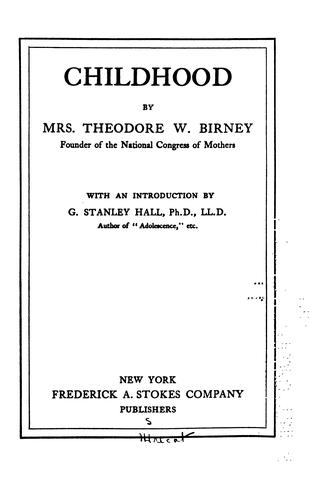 CHILDHOOD
BY
MRS. THEODORE W. BIRNEY
Founder of the National Congress of Mothers
WITH AN INTRODUCTION BY
G. STANLEY HALL, Ph.D., LL.D.
Author of "Adolescence," etc.
NEW YORK
FREDERICK A. STOKES COMPANY
PUBLISHERS
S